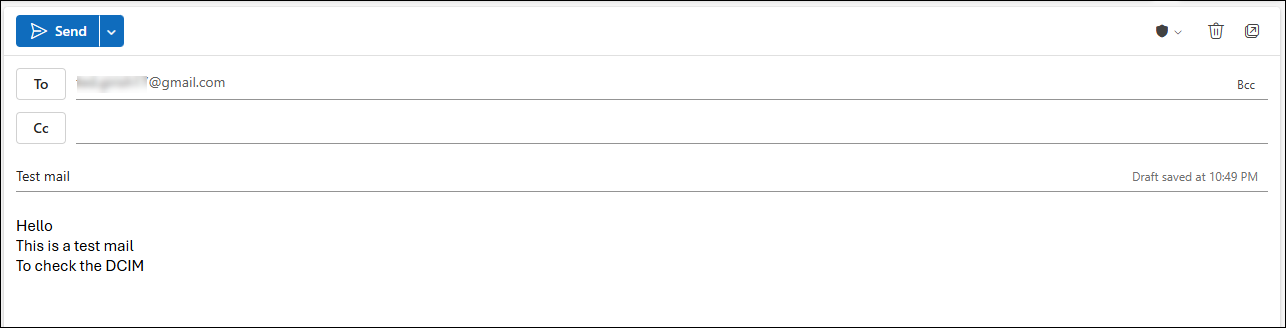 Send
To
@gmail.com
Bcc
Cc
Test mail
Draft saved at 10:49 PM
Hello
This is a test mail
To check the DCIM